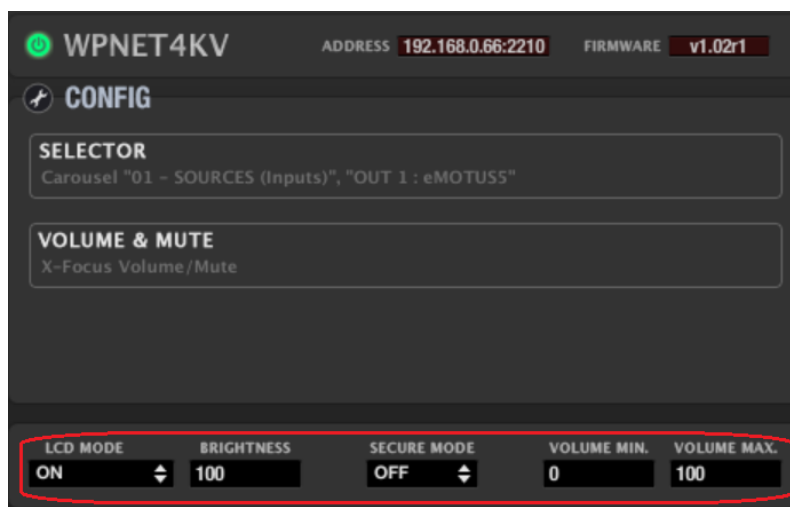 WPNET4KV ADDRESS 192.168.0.66:2210 FIRMWARE v1.02r1
CONFIG
SELECTOR
Carousel "01 – SOURCES (Inputs)", "OUT 1 : eMOTUS5"
VOLUME & MUTE
X-Focus Volume/Mute
LCD MODE BRIGHTNESS SECURE MODE VOLUME MIN. VOLUME MAX.
ON 100 OFF 0 100